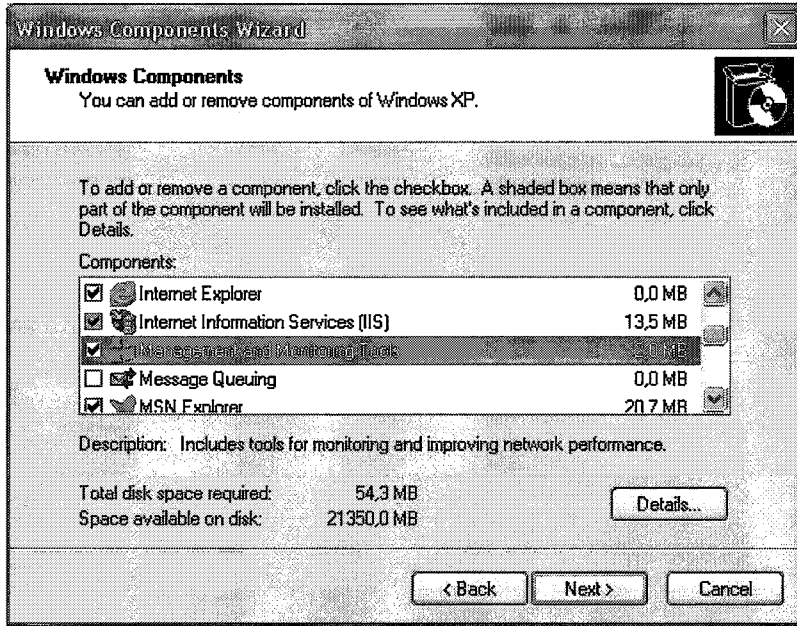 Windows Components Wizard
Windows Components
You can add or remove components of Windows XP.
To add or remove a component, click the checkbox. A shaded box means that only
part of the component will be installed. To see what's included in a component, click
Details.
Components:
Internet Explorer 0,0 MB
Internet Information Services (IIS) 13,5 MB
Management and Monitoring Tools
Message Queuing 0,0 MB
MSN Explorer 20,7 MB
Description: Includes tools for monitoring and improving network performance.
Total disk space required: 54,3 MB
Space available on disk: 21350,0 MB
Details...
< Back Next > Cancel